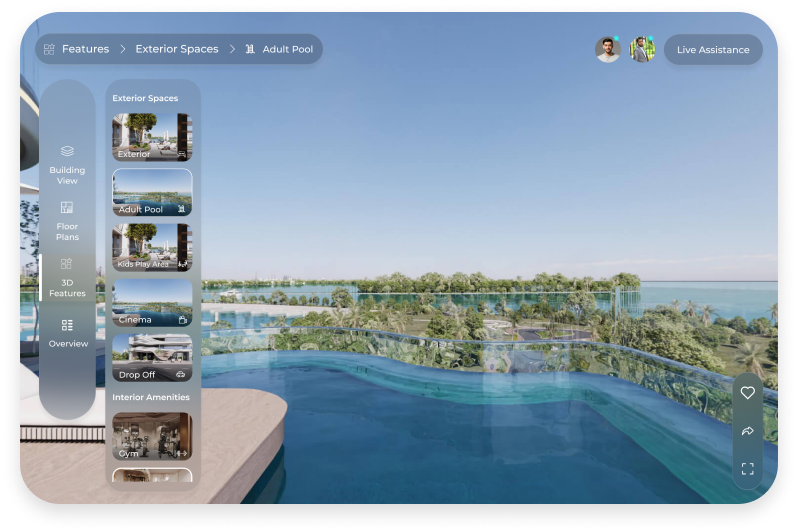 Features
Exterior Spaces
Adult Pool
Live Assistance
Building
View
Floor
Plans
3D
Features
Overview
Exterior Spaces
Exterior
Adult Pool
Kids Play Area
Cinema
Drop Off
Interior Amenities
Gym